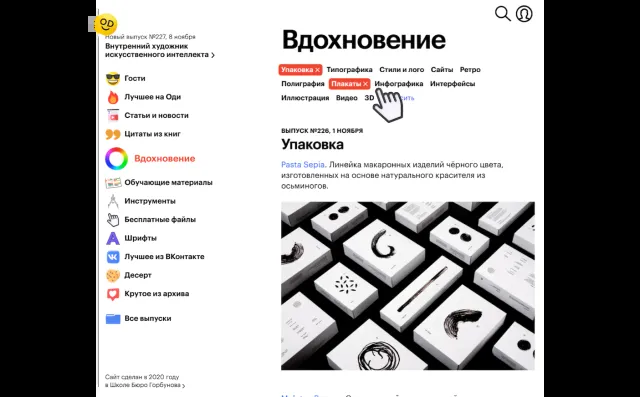 Новый выпуск №227, 8 ноября
Внутренний художник
искусственного интеллекта
Гости
Лучшее на Оди
Статьи и новости
Цитаты из книг
Вдохновение
Обучающие материалы
Инструменты
Бесплатные файлы
Шрифты
Лучшее из ВКонтакте
Десерт
Крутое из архива
Все выпуски
Сайт сделан в 2020 году
в Школе Бюро Горбунова
Вдохновение
Упаковка × Типографика Стили и лого Сайты Ретро
Полиграфия Плакаты × Инфографика Интерфейсы
Иллюстрация Видео 3D
ВЫПУСК №226, 1 НОЯБРЯ
Упаковка
Pasta Sepia. Линейка макаронных изделий чёрного цвета,
изготовленных на основе натурального красителя из
осьминогов.